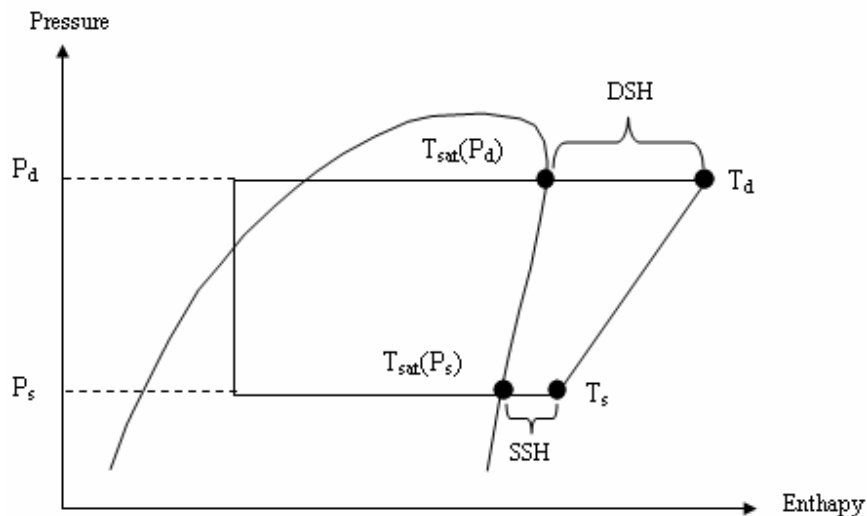 Pressure
DSH
T_sat(P_d)
P_d
T_d
T_sat(P_s)
P_s
T_s
SSH
Enthapy